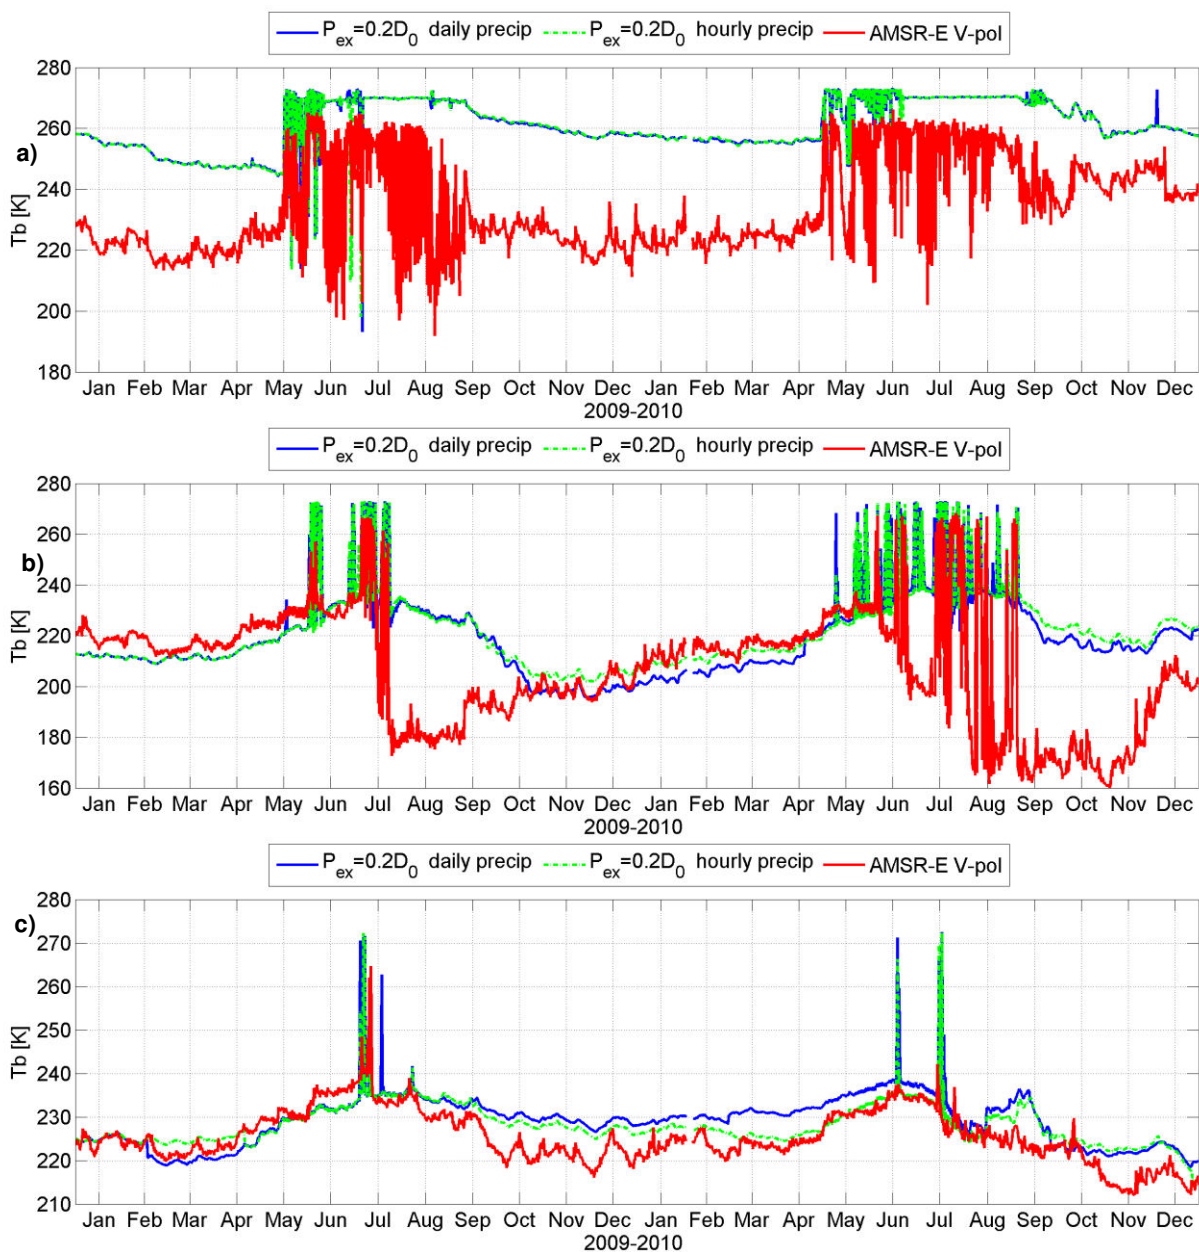 P_ex=0.2D_0 daily precip P_ex=0.2D_0 hourly precip AMSR-E V-pol
280
260
a)
240
Tb [K]
220
200
180
Jan Feb Mar Apr May Jun Jul Aug Sep Oct Nov Dec Jan Feb Mar Apr May Jun Jul Aug Sep Oct Nov Dec
2009-2010
P_ex=0.2D_0 daily precip P_ex=0.2D_0 hourly precip AMSR-E V-pol
280
260
b)
240
Tb [K]
220
200
180
160
Jan Feb Mar Apr May Jun Jul Aug Sep Oct Nov Dec Jan Feb Mar Apr May Jun Jul Aug Sep Oct Nov Dec
2009-2010
P_ex=0.2D_0 daily precip P_ex=0.2D_0 hourly precip AMSR-E V-pol
280
c)
270
260
250
Tb [K]
240
230
220
210
Jan Feb Mar Apr May Jun Jul Aug Sep Oct Nov Dec Jan Feb Mar Apr May Jun Jul Aug Sep Oct Nov Dec
2009-2010